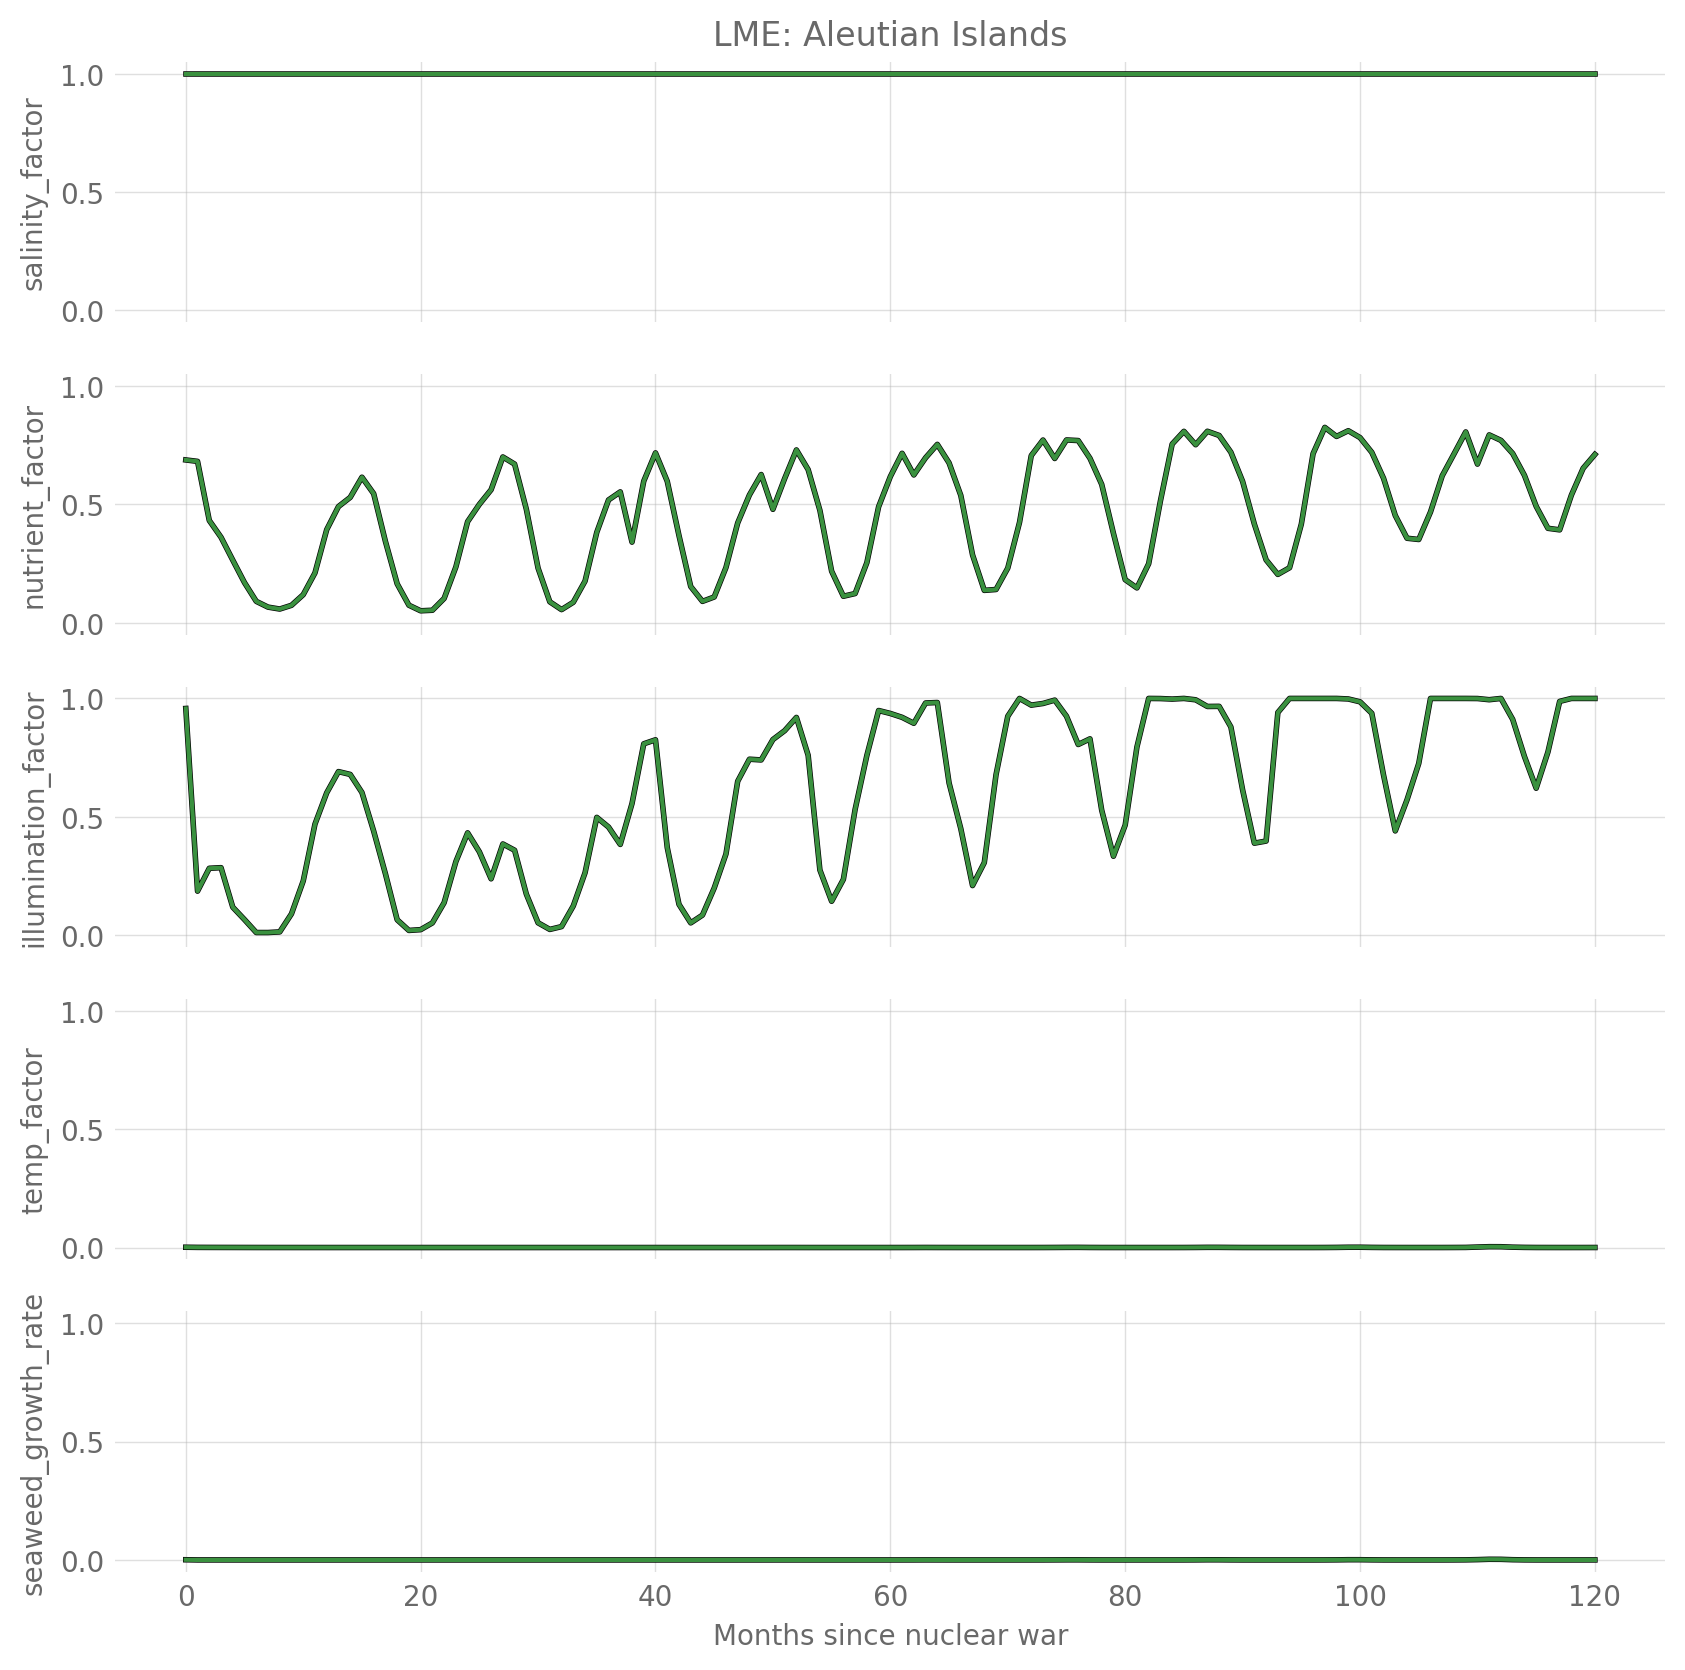 LME: Aleutian Islands
salinity_factor
1.0
0.5
0.0
nutrient_factor
1.0
0.5
0.0
illumination_factor
1.0
0.5
0.0
temp_factor
1.0
0.5
0.0
seaweed_growth_rate
1.0
0.5
0.0
0 20 40 60 80 100 120
Months since nuclear war